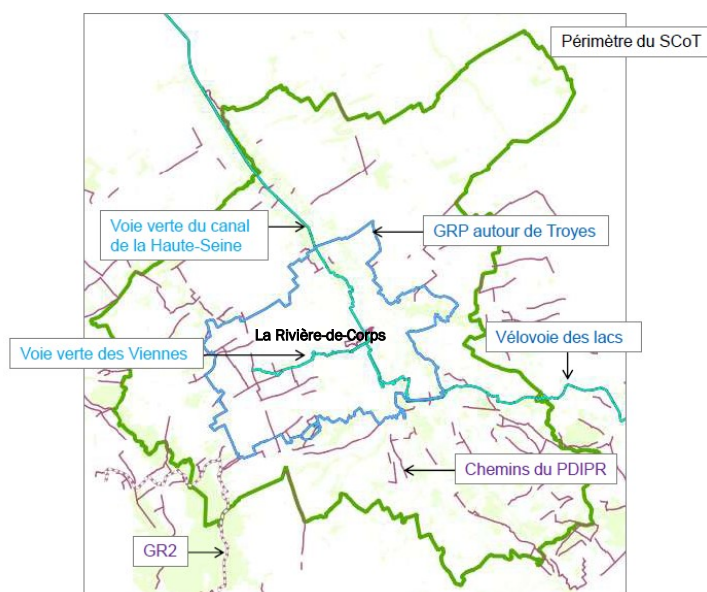 Périmètre du SCoT
Voie verte du canal
de la Haute-Seine
GRP autour de Troyes
La Rivière-de-Corps
Vélovoie des lacs
Voie verte des Viennes
Chemins du PDIPR
GR2